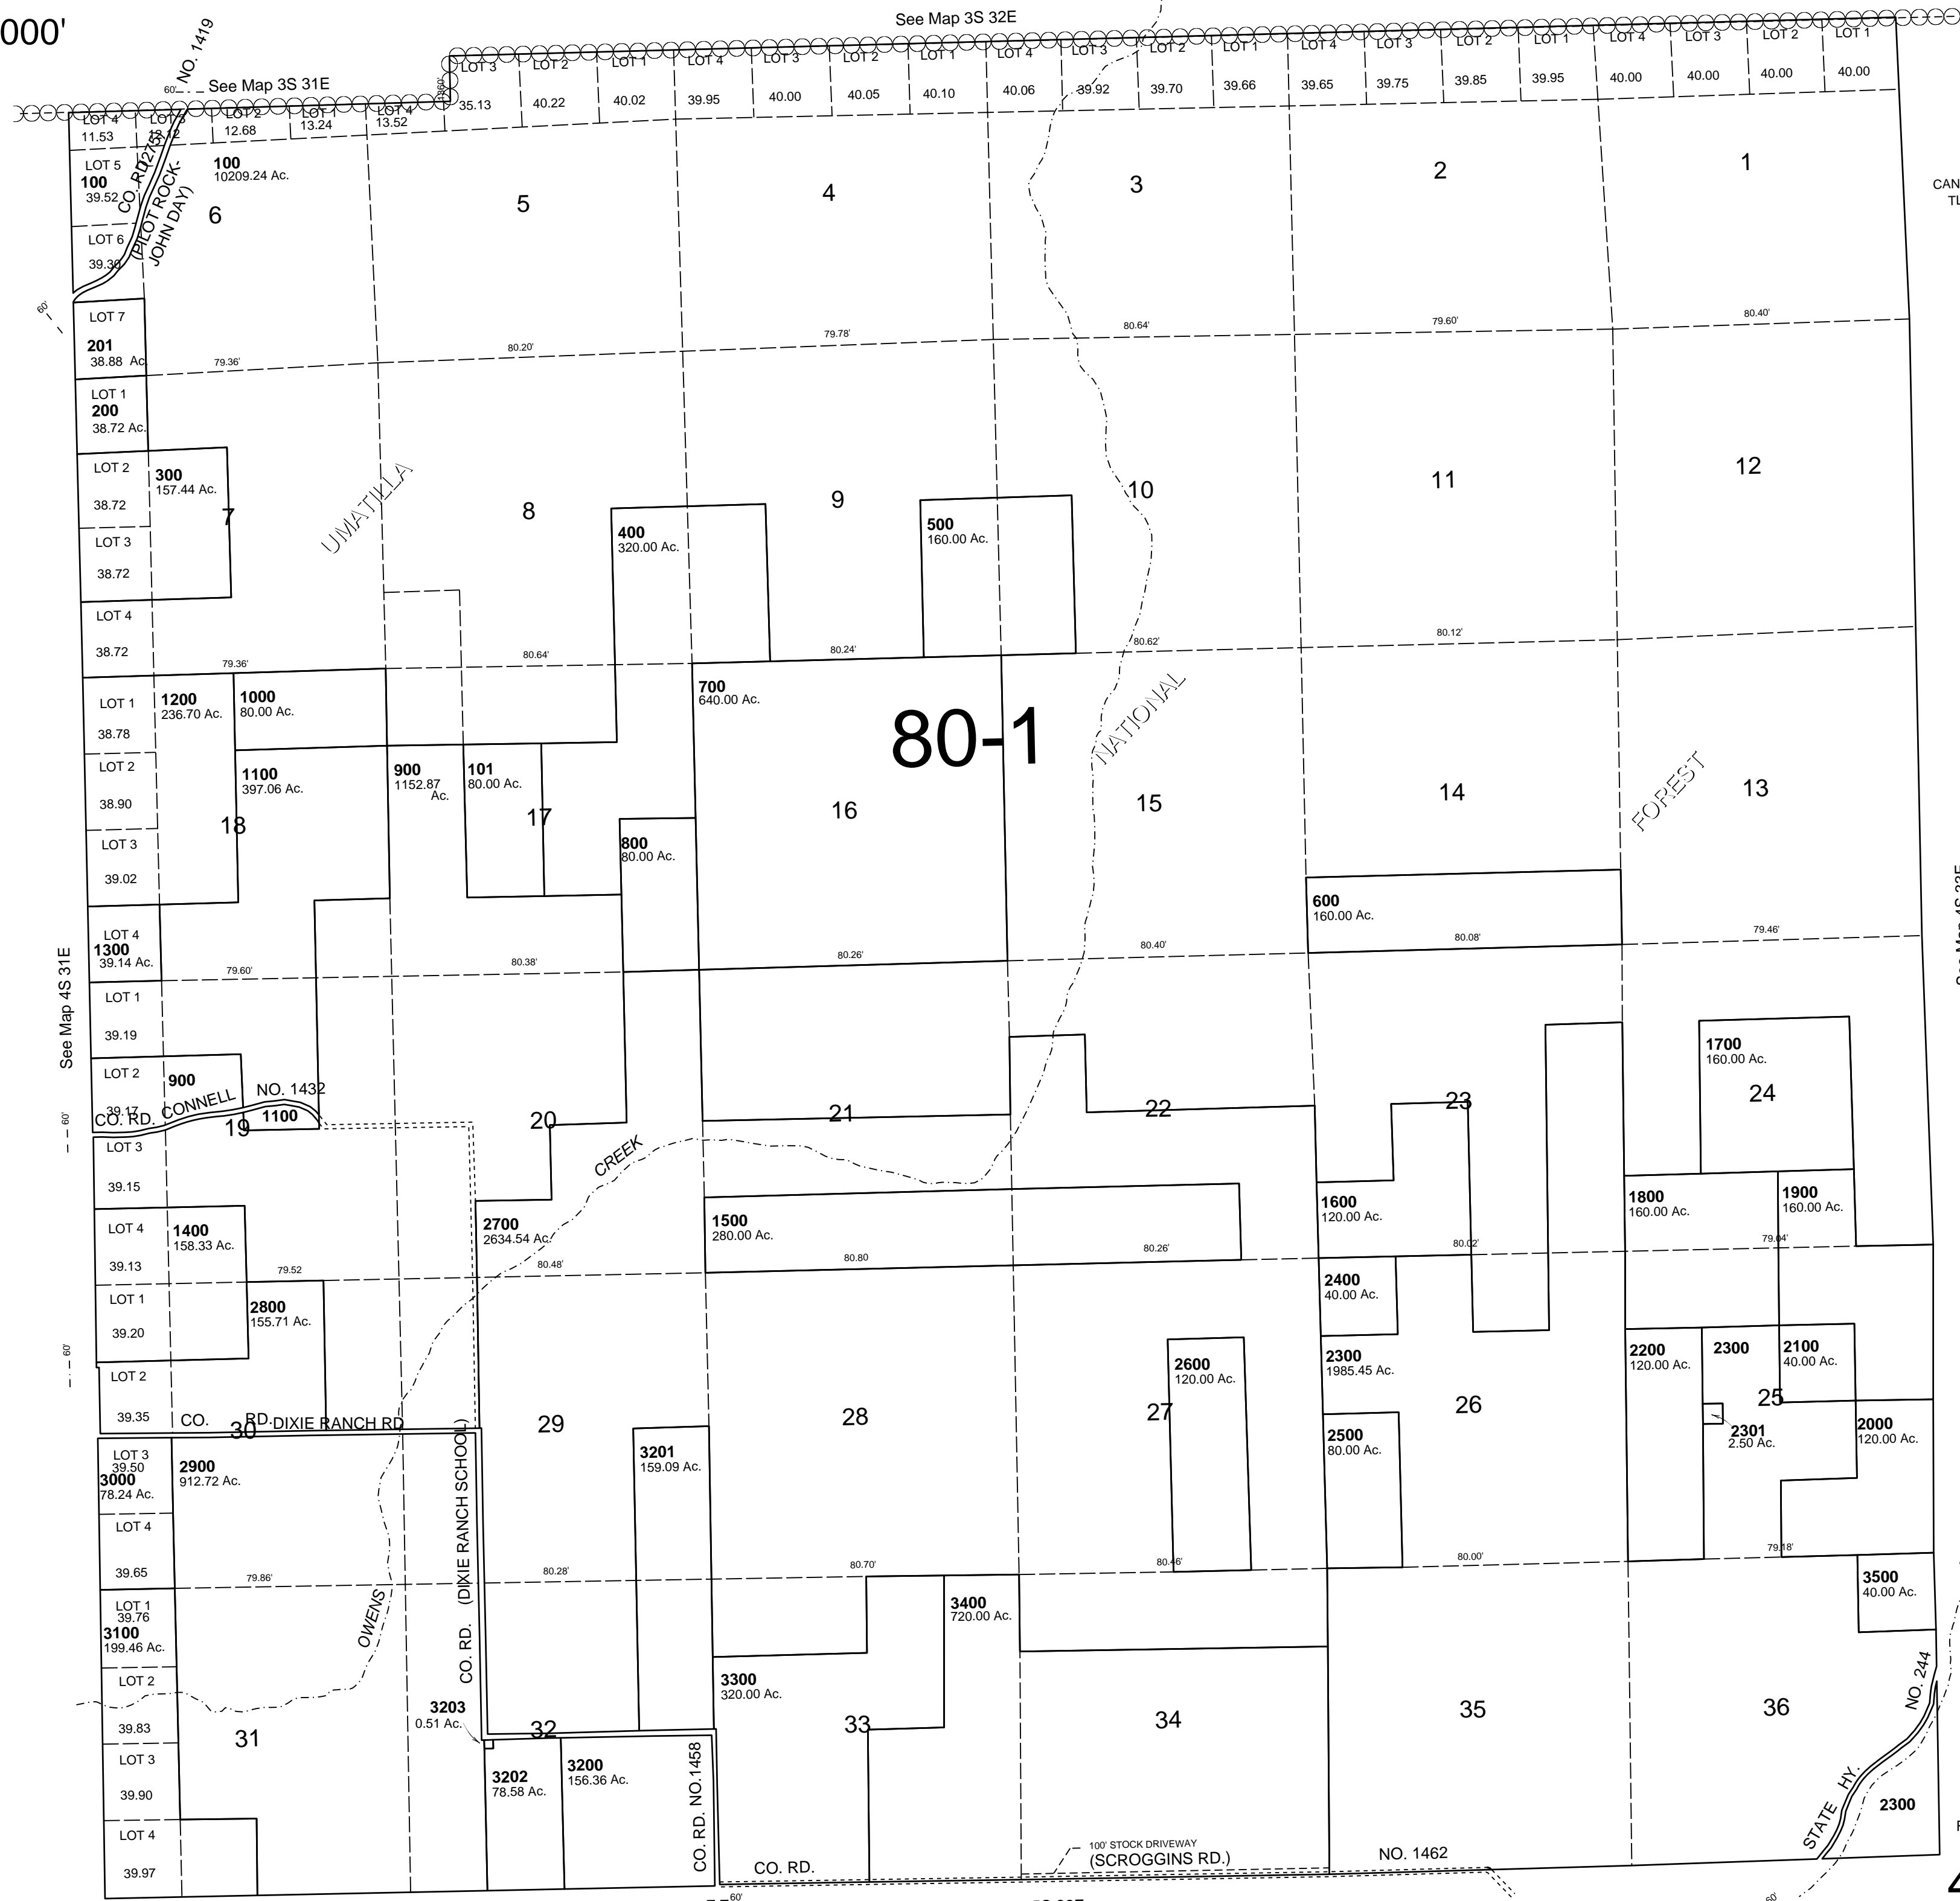 000'
NO. 1419
60'
See Map 3S 31E
See Map 3S 32E
1360'
LOT 3
LOT 2
LOT 1
LOT 4
LOT 3
LOT 2
LOT 1
LOT 4
LOT 3
LOT 2
LOT 1
LOT 4
LOT 3
LOT 2
LOT 1
LOT 4
LOT 3
LOT 2
LOT 1
35.13
40.22
40.02
39.95
40.00
40.05
40.10
40.06
39.92
39.70
39.66
39.65
39.75
39.85
39.95
40.00
40.00
40.00
40.00
LOT 4
LOT 3
LOT 2
LOT 1
LOT 4
11.53
12.12
12.68
13.24
13.52
LOT 5
100
39.52
LOT 6
39.30
CO. RD.
(PILOT ROCK-
JOHN DAY)
100
10209.24 Ac.
6
5
4
3
2
1
CAN
TL
60'
LOT 7
201
38.88 Ac.
79.36'
80.20'
79.78'
80.64'
79.60'
80.40'
LOT 1
200
38.72 Ac.
LOT 2
38.72
300
157.44 Ac.
7
LOT 3
38.72
LOT 4
38.72
UMATILLA
8
9
10
11
12
400
320.00 Ac.
500
160.00 Ac.
79.36'
80.64'
80.24'
80.62'
80.12'
LOT 1
38.78
1200
236.70 Ac.
1000
80.00 Ac.
700
640.00 Ac.
80-1
NATIONAL
FOREST
LOT 2
38.90
1100
397.06 Ac.
900
1152.87
Ac.
101
80.00 Ac.
18
17
16
15
14
13
LOT 3
39.02
800
80.00 Ac.
600
160.00 Ac.
LOT 4
1300
39.14 Ac.
79.60'
80.38'
80.26'
80.40'
80.08'
79.46'
See Map 4S 31E
See Map 4S 33E
LOT 1
39.19
LOT 2
39.17
900
CO. RD. CONNELL NO. 1432
1100
60'
19
20
21
22
23
24
1700
160.00 Ac.
LOT 3
39.15
CREEK
LOT 4
39.13
1400
158.33 Ac.
2700
2634.54 Ac.
1500
280.00 Ac.
1600
120.00 Ac.
1800
160.00 Ac.
1900
160.00 Ac.
79.52
80.48'
80.80
80.26'
80.02'
79.04'
LOT 1
39.20
2800
155.71 Ac.
2400
40.00 Ac.
60'
LOT 2
39.35
2600
120.00 Ac.
2300
1985.45 Ac.
2200
120.00 Ac.
2300
2100
40.00 Ac.
CO. RD. DIXIE RANCH RD
30
29
28
27
26
25
LOT 3
39.50
3000
78.24 Ac.
2900
912.72 Ac.
3201
159.09 Ac.
2500
80.00 Ac.
2301
2.50 Ac.
2000
120.00 Ac.
LOT 4
39.65
CO. RD. (DIXIE RANCH SCHOOL)
79.86'
80.28'
80.70'
80.46'
80.00'
79.18'
LOT 1
39.76
3100
199.46 Ac.
OWENS
3400
720.00 Ac.
3500
40.00 Ac.
LOT 2
39.83
3300
320.00 Ac.
3203
0.51 Ac.
31
32
33
34
35
36
LOT 3
39.90
3202
78.58 Ac.
3200
156.36 Ac.
CO. RD. NO.1458
STATE HY. NO. 244
2300
LOT 4
39.97
CO. RD.
100' STOCK DRIVEWAY
(SCROGGINS RD.)
NO. 1462
60'
60'